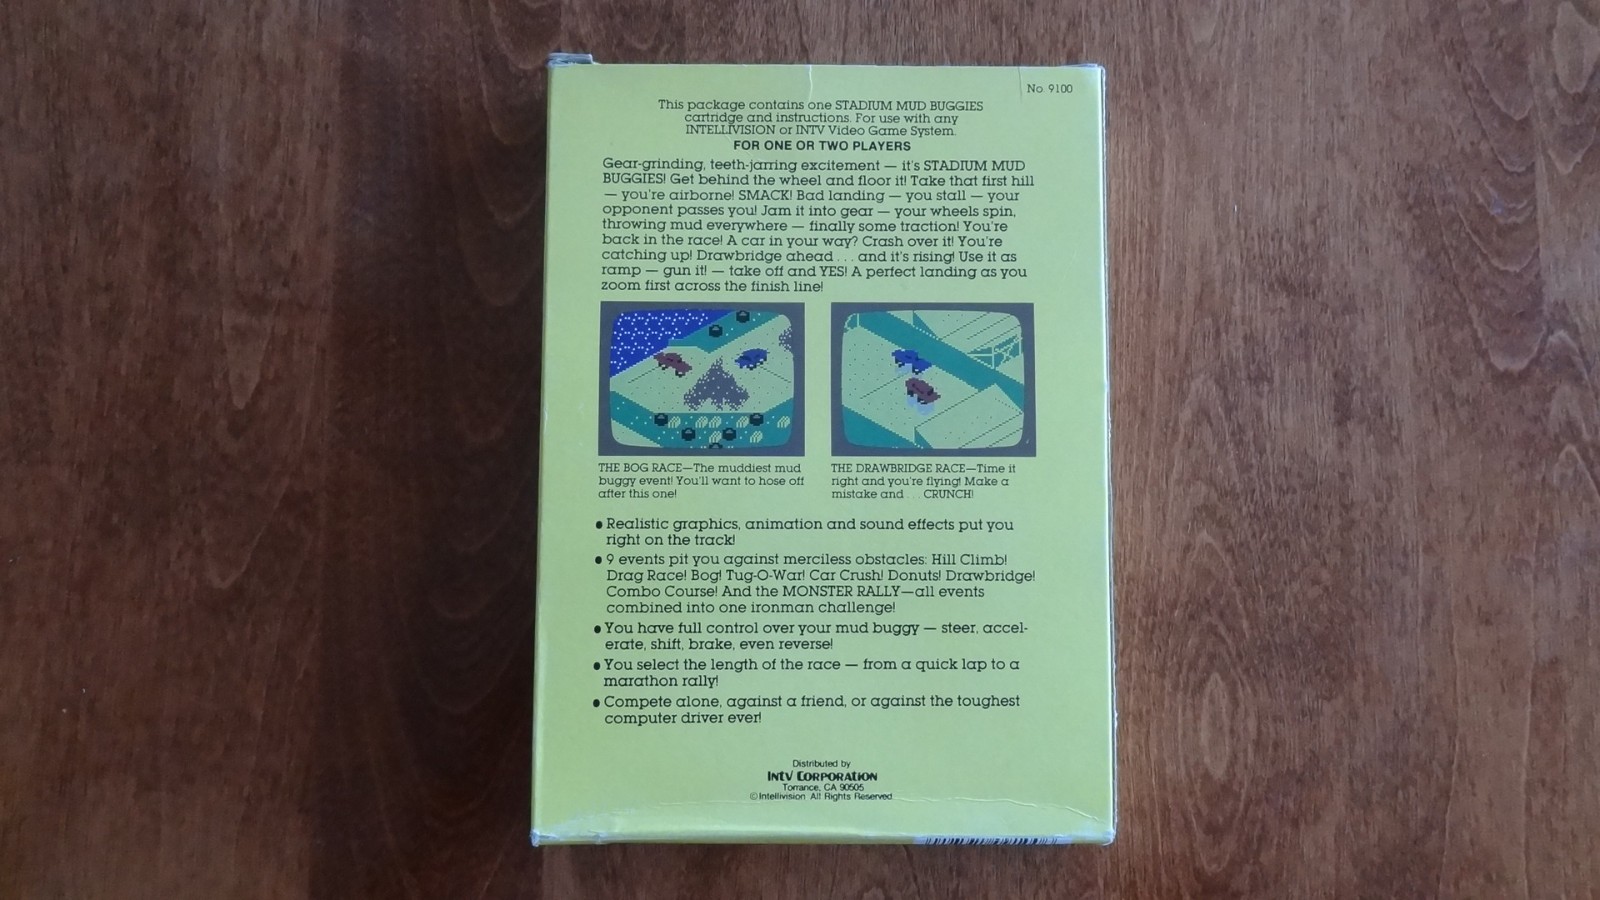 No. 9100
This package contains one STADIUM MUD BUGGIES
cartridge and instructions. For use with any
INTELLIVISION or INTV Video Game System.
FOR ONE OR TWO PLAYERS
Gear-grinding, teeth-jarring excitement — it's STADIUM MUD
BUGGIES! Get behind the wheel and floor it! Take that first hill
— you're airborne! SMACK! Bad landing — you stall — your
opponent passes you! Jam it into gear — your wheels spin,
throwing mud everywhere — finally some traction! You're
back in the race! A car in your way? Crash over it! You're
catching up! Drawbridge ahead . . . and it's rising! Use it as
ramp — gun it! — take off and YES! A perfect landing as you
zoom first across the finish line!
THE BOG RACE—The muddiest mud
buggy event! You'll want to hose off
after this one!
THE DRAWBRIDGE RACE—Time it
right and you're flying! Make a
mistake and . . . CRUNCH!
• Realistic graphics, animation and sound effects put you
right on the track!
• 9 events pit you against merciless obstacles: Hill Climb!
Drag Race! Bog! Tug-O-War! Car Crush! Donuts! Drawbridge!
Combo Course! And the MONSTER RALLY—all events
combined into one ironman challenge!
• You have full control over your mud buggy — steer, accel-
erate, shift, brake, even reverse!
• You select the length of the race — from a quick lap to a
marathon rally!
• Compete alone, against a friend, or against the toughest
computer driver ever!
Distributed by
INTV CORPORATION
Torrance, CA 90505
© Intellivision All Rights Reserved